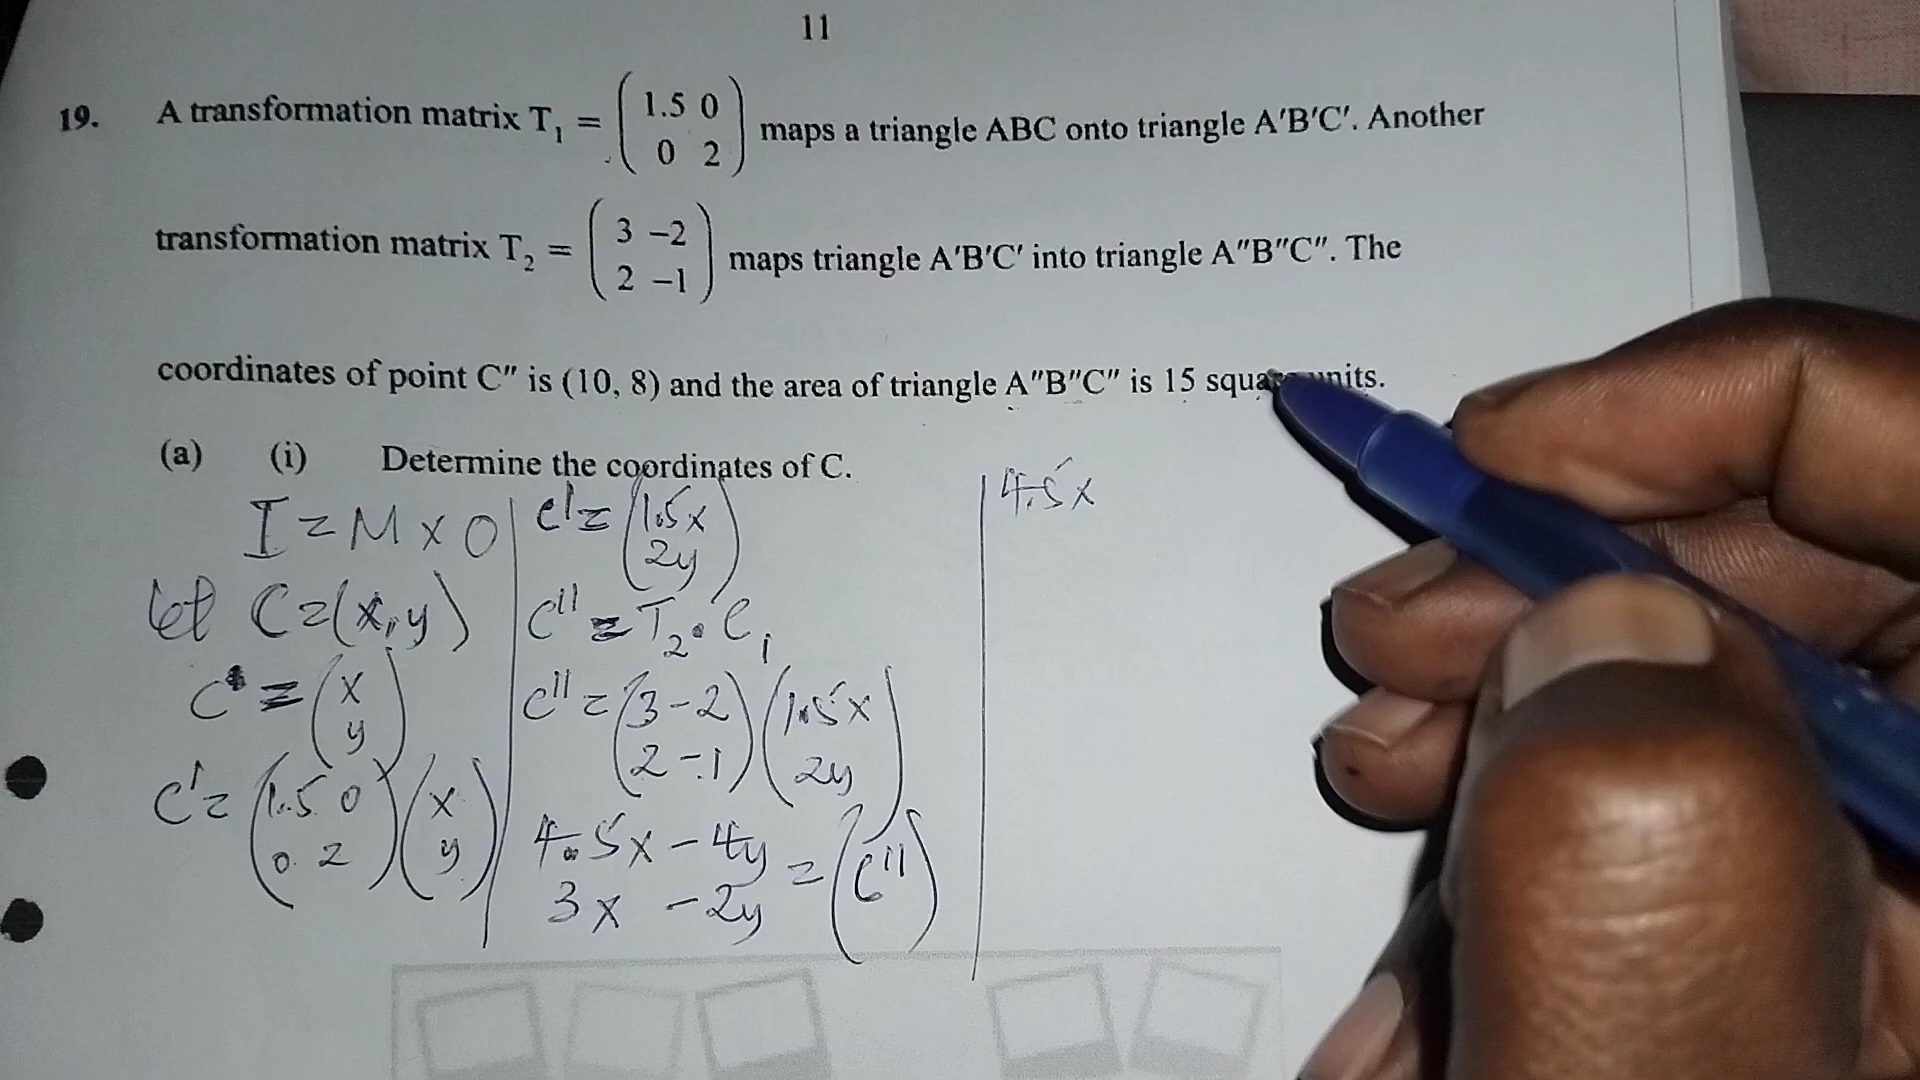 11
19. A transformation matrix T₁ = (1.5 0
0 2) maps a triangle ABC onto triangle A′B′C′. Another
transformation matrix T₂ = (3 −2
2 −1) maps triangle A′B′C′ into triangle A″B″C″. The
coordinates of point C″ is (10, 8) and the area of triangle A″B″C″ is 15 square units.
(a) (i) Determine the coordinates of C.
I = M x O
let C = (x, y)
C = (x
y)
C' = (1.5 0
0 2)(x
y)
C' = (1.5x
2y)
C'' = T₂ . C₁
C'' = (3 -2
2 -1)(1.5x
2y)
4.5x - 4y
3x - 2y = (C'')
4.5x